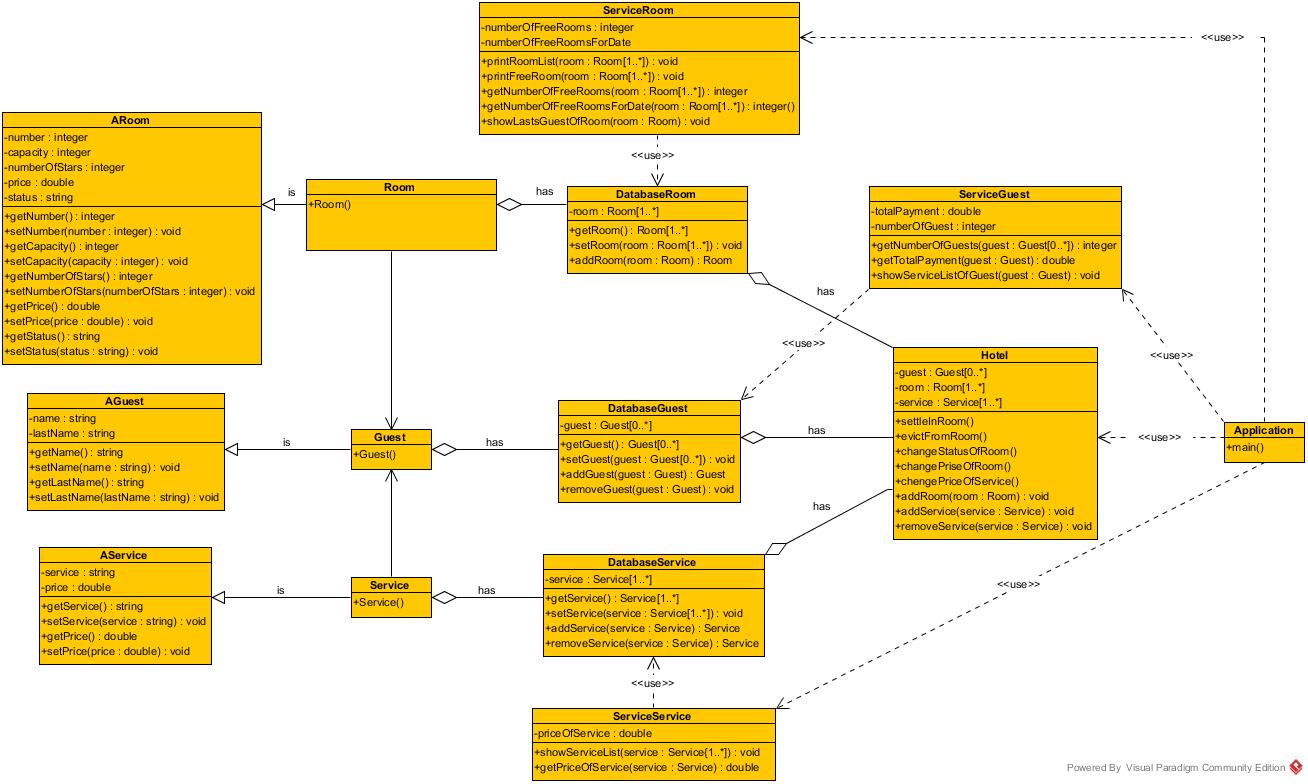 ServiceRoom
-numberOfFreeRooms : integer
-numberOfFreeRoomsForDate
+printRoomList(room : Room[1..*]) : void
+printFreeRoom(room : Room[1..*]) : void
+getNumberOfFreeRooms(room : Room[1..*]) : integer
+getNumberOfFreeRoomsForDate(room : Room[1..*]) : integer()
+showLastsGuestOfRoom(room : Room) : void
<<use>>
<<use>>
ARoom
-number : integer
-capacity : integer
-numberOfStars : integer
-price : double
-status : string
+getNumber() : integer
+setNumber(number : integer) : void
+getCapacity() : integer
+setCapacity(capacity : integer) : void
+getNumberOfStars() : integer
+setNumberOfStars(numberOfStars : integer) : void
+getPrice() : double
+setPrice(price : double) : void
+getStatus() : string
+setStatus(status : string) : void
is
Room
+Room()
has
DatabaseRoom
-room : Room[1..*]
+getRoom() : Room[1..*]
+setRoom(room : Room[1..*]) : void
+addRoom(room : Room) : Room
has
ServiceGuest
-totalPayment : double
-numberOfGuest : integer
+getNumberOfGuests(guest : Guest[0..*]) : integer
+getTotalPayment(guest : Guest) : double
+showServiceListOfGuest(guest : Guest) : void
<<use>>
<<use>>
Hotel
-guest : Guest[0..*]
-room : Room[1..*]
-service : Service[1..*]
+settleInRoom()
+evictFromRoom()
+changeStatusOfRoom()
+changePriseOfRoom()
+chengePriceOfService()
+addRoom(room : Room) : void
+addService(service : Service) : void
+removeService(service : Service) : void
<<use>>
Application
+main()
AGuest
-name : string
-lastName : string
+getName() : string
+setName(name : string) : void
+getLastName() : string
+setLastName(lastName : string) : void
is
Guest
+Guest()
has
DatabaseGuest
-guest : Guest[0..*]
+getGuest() : Guest[0..*]
+setGuest(guest : Guest[0..*]) : void
+addGuest(guest : Guest) : Guest
+removeGuest(guest : Guest) : void
has
has
AService
-service : string
-price : double
+getService() : string
+setService(service : string) : void
+getPrice() : double
+setPrice(price : double) : void
is
Service
+Service()
has
DatabaseService
-service : Service[1..*]
+getService() : Service[1..*]
+setService(service : Service[1..*]) : void
+addService(service : Service) : Service
+removeService(service : Service) : Service
<<use>>
<<use>>
ServiceService
-priceOfService : double
+showServiceList(service : Service{1..*]) : void
+getPriceOfService(service : Service) : double
Powered By Visual Paradigm Community Edition